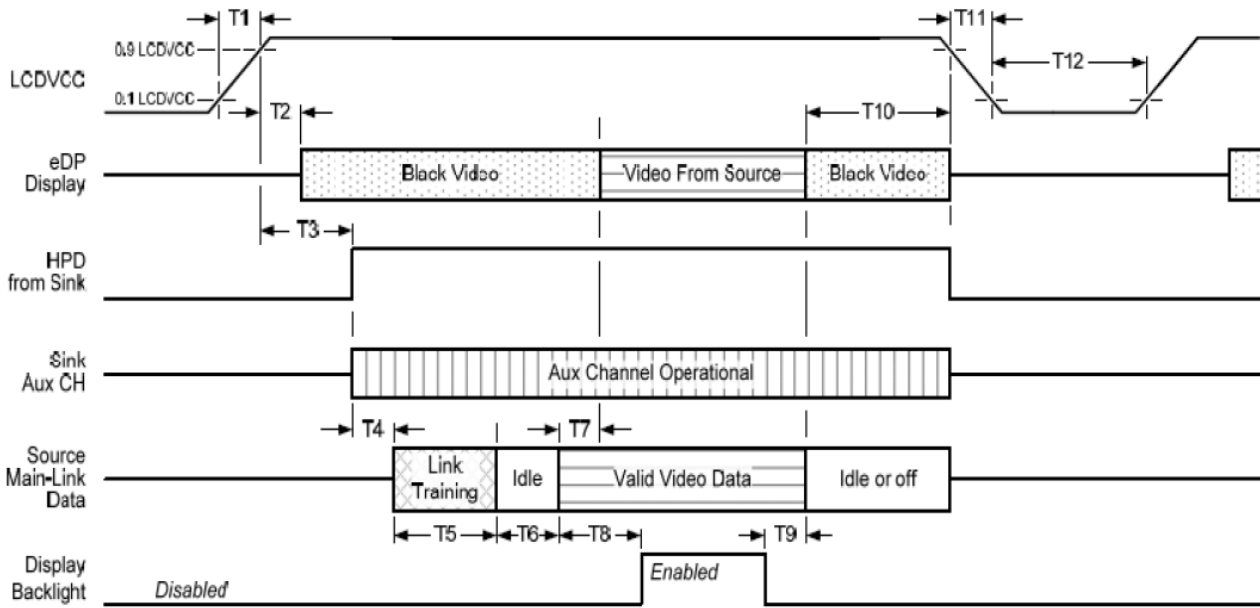 T1
T11
0.9 LCDVCC
LCDVCC
T12
0.1 LCDVCC
T2
T10
eDP
Display
Black Video
Video From Source
Black Video
T3
HPD
from Sink
Sink
Aux CH
Aux Channel Operational
T4
T7
Source
Main-Link
Data
Link
Training
Idle
Valid Video Data
Idle or off
T5
T6
T8
T9
Display
Backlight
Disabled
Enabled